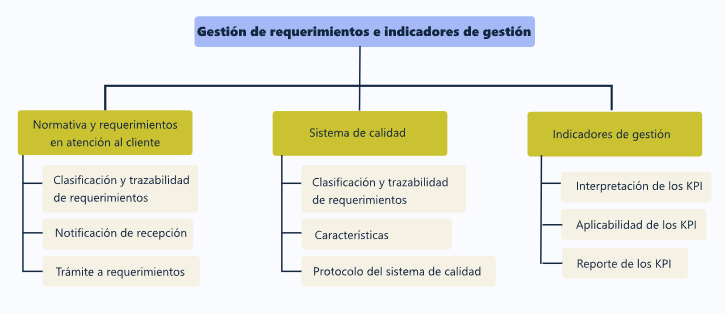 Gestión de requerimientos e indicadores de gestión
Normativa y requerimientos
en atención al cliente
Clasificación y trazabilidad
de requerimientos
Notificación de recepción
Trámite a requerimientos
Sistema de calidad
Clasificación y trazabilidad
de requerimientos
Características
Protocolo del sistema de calidad
Indicadores de gestión
Interpretación de los KPI
Aplicabilidad de los KPI
Reporte de los KPI